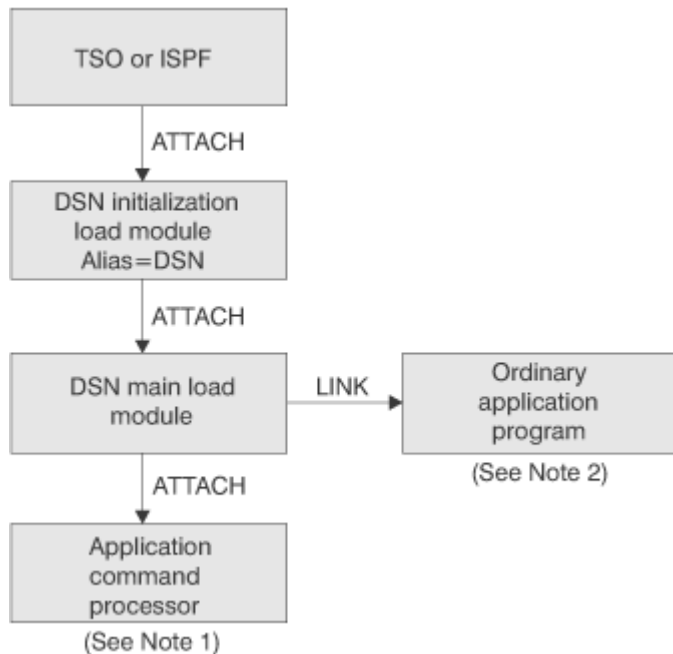 TSO or ISPF
ATTACH
DSN initialization
load module
Alias=DSN
ATTACH
DSN main load
module
LINK
Ordinary
application
program
(See Note 2)
ATTACH
Application
command
processor
(See Note 1)